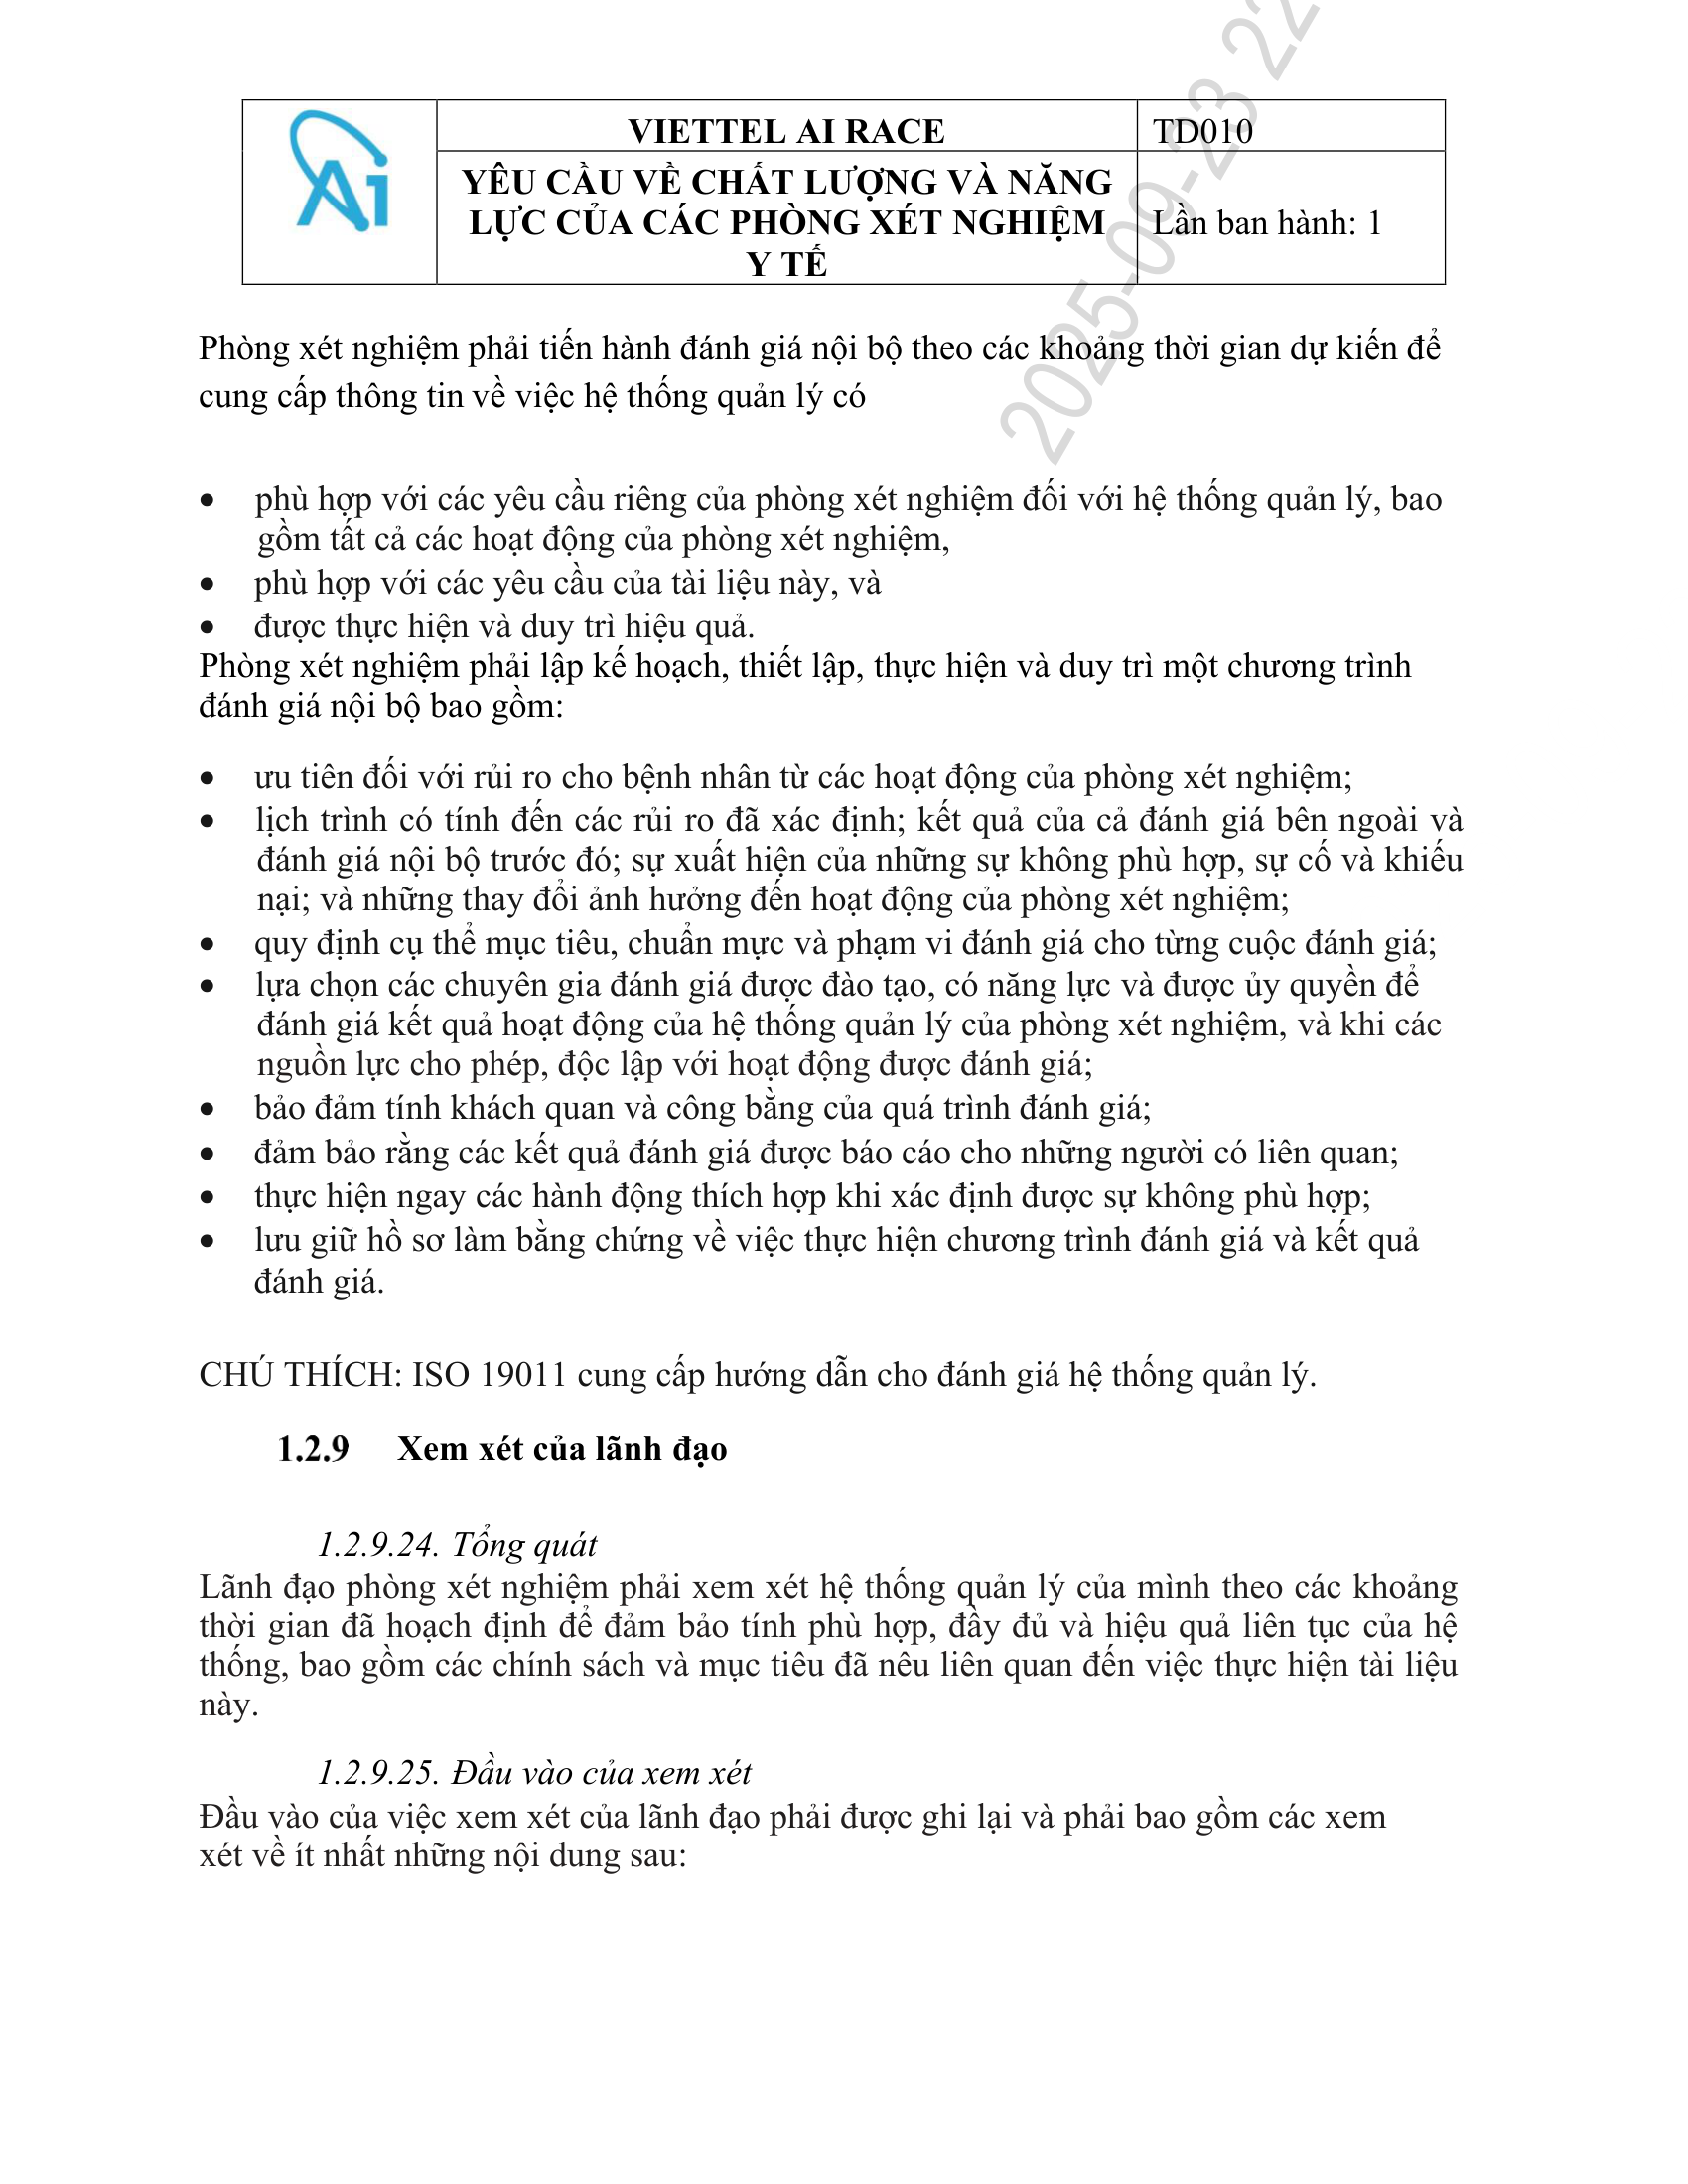 Ai
VIETTEL AI RACE
TD010
YÊU CẦU VỀ CHẤT LƯỢNG VÀ NĂNG
LỰC CỦA CÁC PHÒNG XÉT NGHIỆM
Y TẾ
Lần ban hành: 1
2025-09-23 22
Phòng xét nghiệm phải tiến hành đánh giá nội bộ theo các khoảng thời gian dự kiến để
cung cấp thông tin về việc hệ thống quản lý có
• phù hợp với các yêu cầu riêng của phòng xét nghiệm đối với hệ thống quản lý, bao
gồm tất cả các hoạt động của phòng xét nghiệm,
• phù hợp với các yêu cầu của tài liệu này, và
• được thực hiện và duy trì hiệu quả.
Phòng xét nghiệm phải lập kế hoạch, thiết lập, thực hiện và duy trì một chương trình
đánh giá nội bộ bao gồm:
• ưu tiên đối với rủi ro cho bệnh nhân từ các hoạt động của phòng xét nghiệm;
• lịch trình có tính đến các rủi ro đã xác định; kết quả của cả đánh giá bên ngoài và
đánh giá nội bộ trước đó; sự xuất hiện của những sự không phù hợp, sự cố và khiếu
nại; và những thay đổi ảnh hưởng đến hoạt động của phòng xét nghiệm;
• quy định cụ thể mục tiêu, chuẩn mực và phạm vi đánh giá cho từng cuộc đánh giá;
• lựa chọn các chuyên gia đánh giá được đào tạo, có năng lực và được ủy quyền để
đánh giá kết quả hoạt động của hệ thống quản lý của phòng xét nghiệm, và khi các
nguồn lực cho phép, độc lập với hoạt động được đánh giá;
• bảo đảm tính khách quan và công bằng của quá trình đánh giá;
• đảm bảo rằng các kết quả đánh giá được báo cáo cho những người có liên quan;
• thực hiện ngay các hành động thích hợp khi xác định được sự không phù hợp;
• lưu giữ hồ sơ làm bằng chứng về việc thực hiện chương trình đánh giá và kết quả
đánh giá.
CHÚ THÍCH: ISO 19011 cung cấp hướng dẫn cho đánh giá hệ thống quản lý.
1.2.9 Xem xét của lãnh đạo
1.2.9.24. Tổng quát
Lãnh đạo phòng xét nghiệm phải xem xét hệ thống quản lý của mình theo các khoảng
thời gian đã hoạch định để đảm bảo tính phù hợp, đầy đủ và hiệu quả liên tục của hệ
thống, bao gồm các chính sách và mục tiêu đã nêu liên quan đến việc thực hiện tài liệu
này.
1.2.9.25. Đầu vào của xem xét
Đầu vào của việc xem xét của lãnh đạo phải được ghi lại và phải bao gồm các xem
xét về ít nhất những nội dung sau: